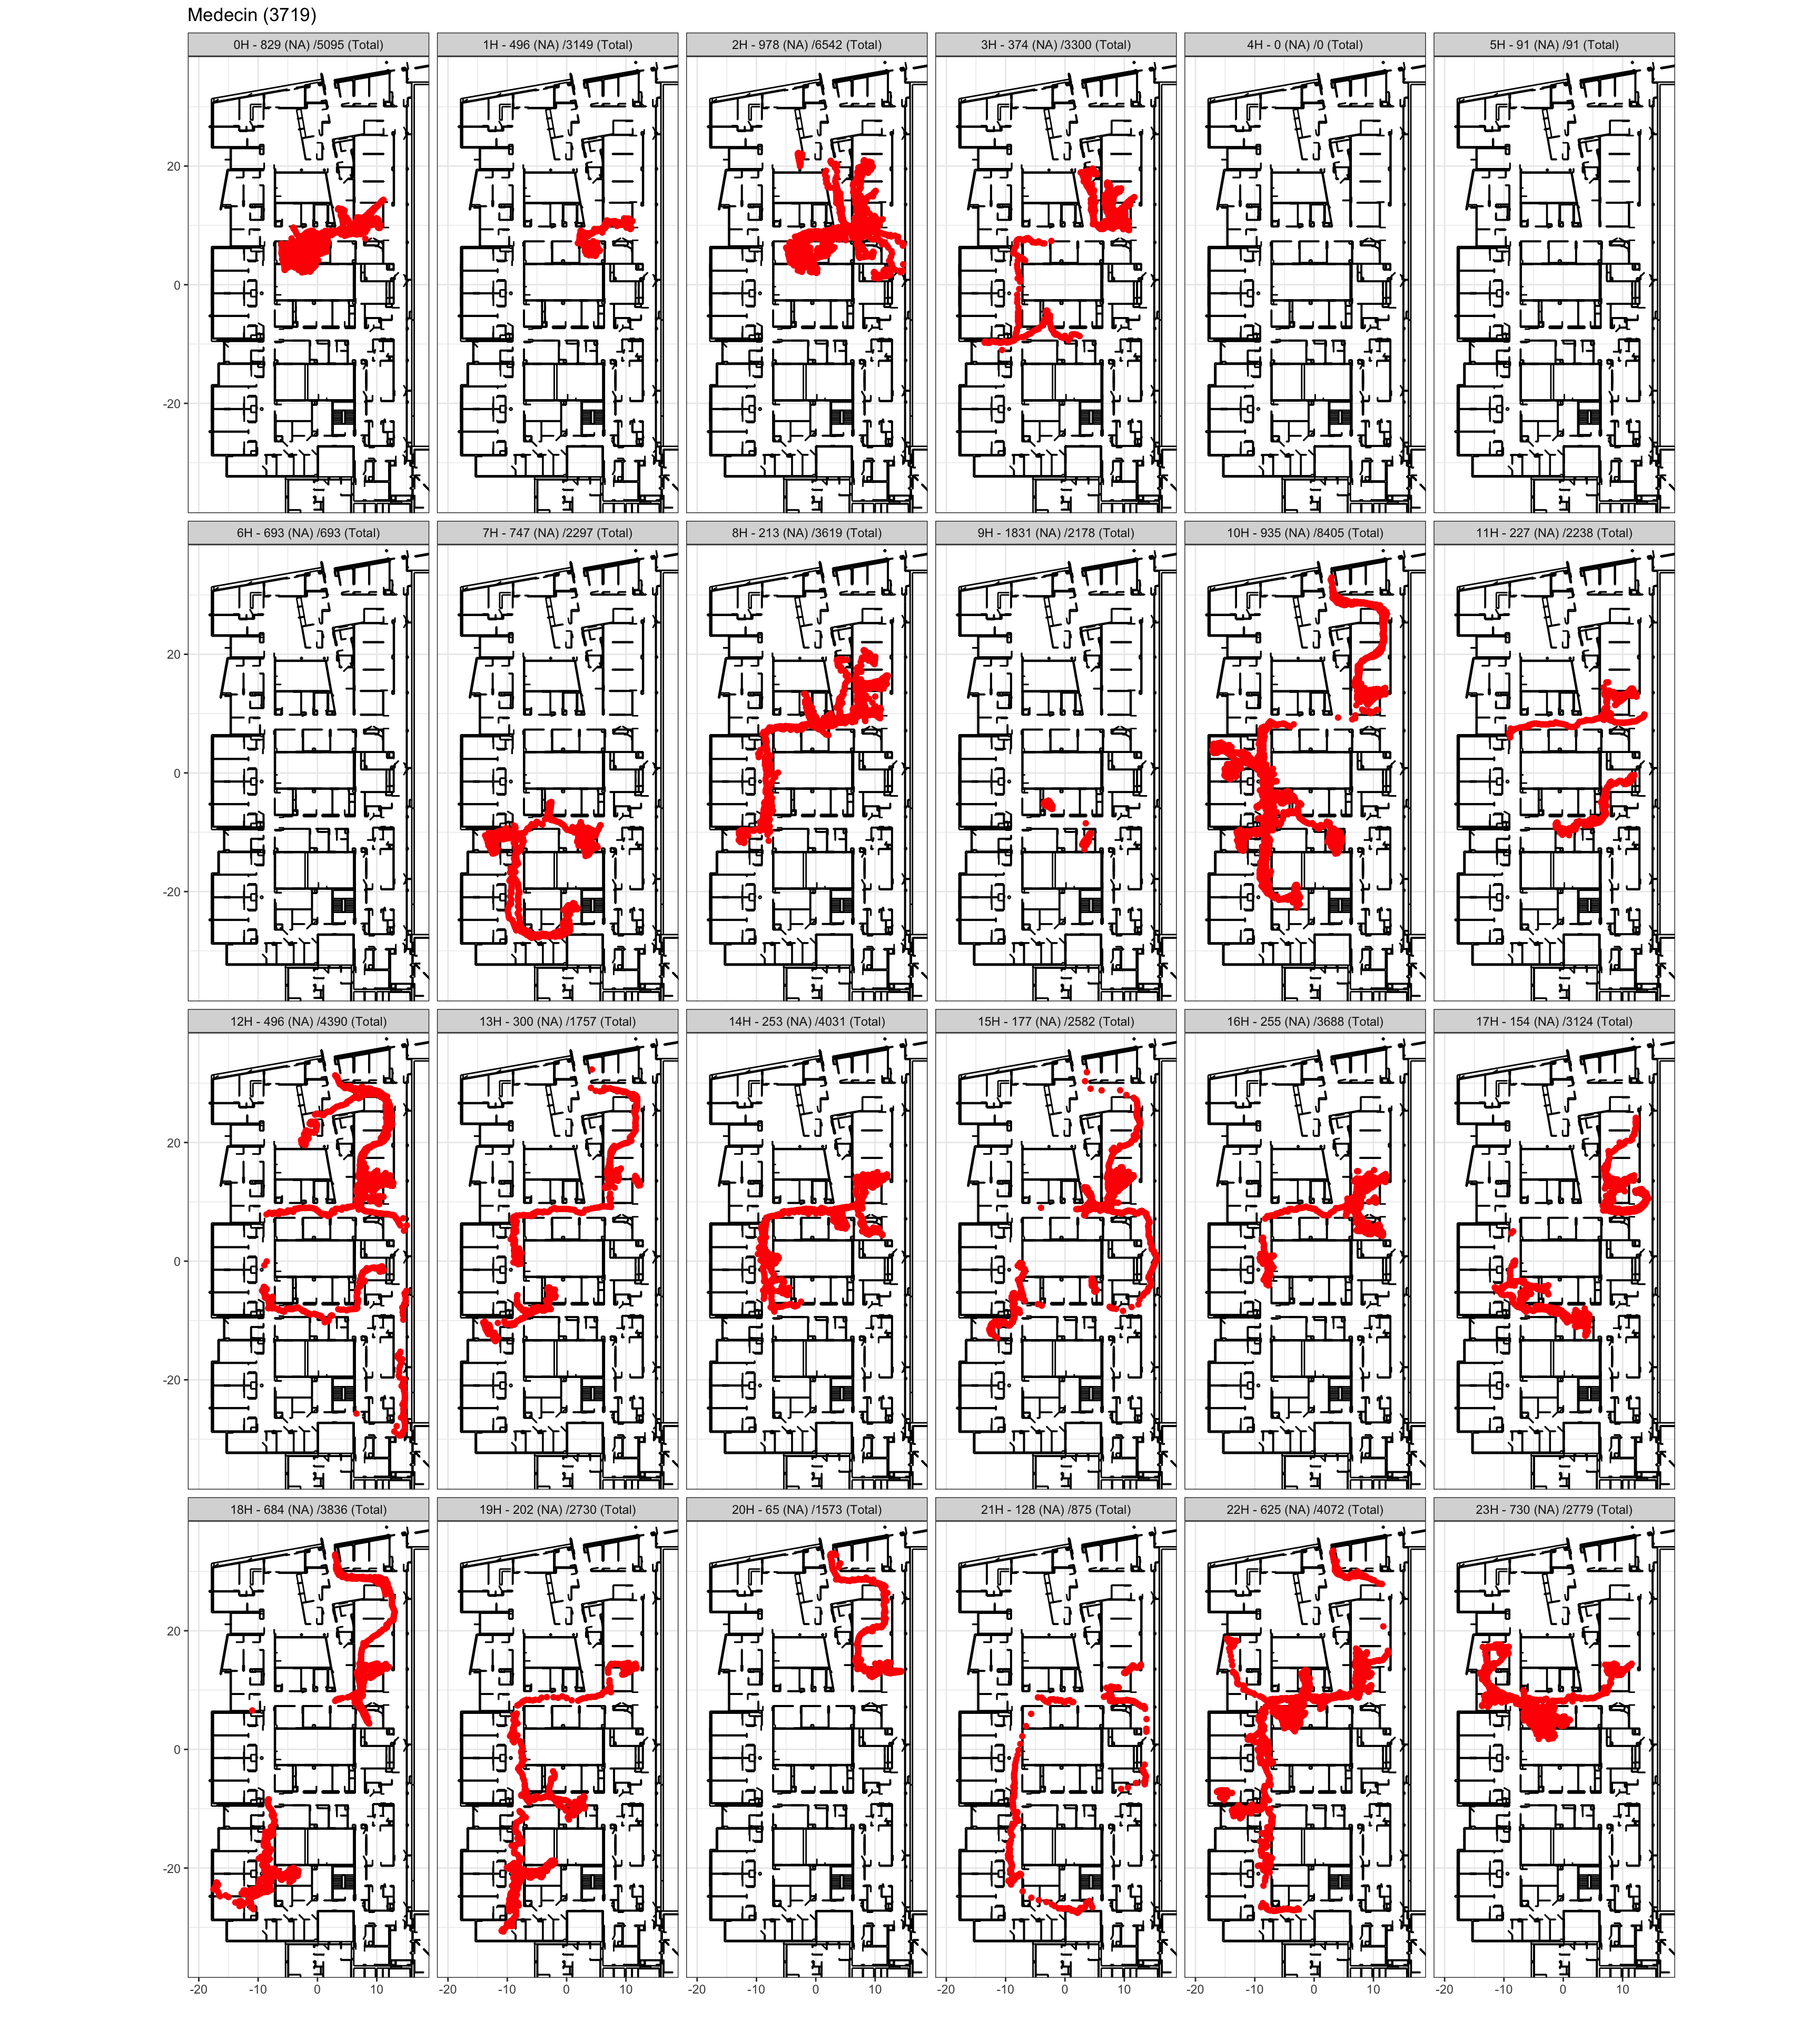 Medecin (3719)
0H - 829 (NA) /5095 (Total) 1H - 496 (NA) /3149 (Total) 2H - 978 (NA) /6542 (Total) 3H - 374 (NA) /3300 (Total) 4H - 0 (NA) /0 (Total) 5H - 91 (NA) /91 (Total)
20
0
-20
6H - 693 (NA) /693 (Total) 7H - 747 (NA) /2297 (Total) 8H - 213 (NA) /3619 (Total) 9H - 1831 (NA) /2178 (Total) 10H - 935 (NA) /8405 (Total) 11H - 227 (NA) /2238 (Total)
20
0
-20
12H - 496 (NA) /4390 (Total) 13H - 300 (NA) /1757 (Total) 14H - 253 (NA) /4031 (Total) 15H - 177 (NA) /2582 (Total) 16H - 255 (NA) /3688 (Total) 17H - 154 (NA) /3124 (Total)
20
0
-20
18H - 684 (NA) /3836 (Total) 19H - 202 (NA) /2730 (Total) 20H - 65 (NA) /1573 (Total) 21H - 128 (NA) /875 (Total) 22H - 625 (NA) /4072 (Total) 23H - 730 (NA) /2779 (Total)
20
0
-20
-20 -10 0 10 -20 -10 0 10 -20 -10 0 10 -20 -10 0 10 -20 -10 0 10 -20 -10 0 10